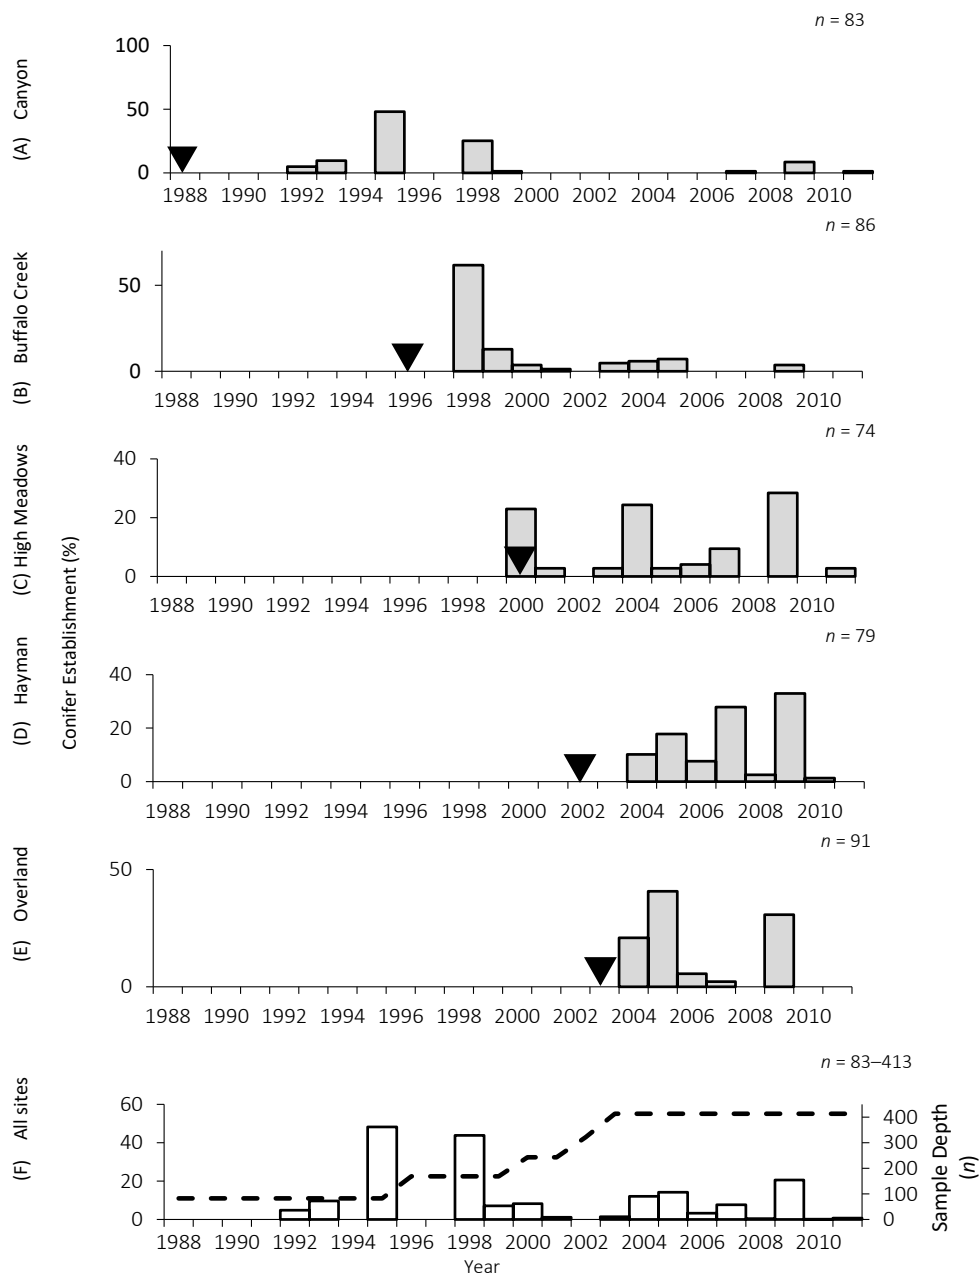 n = 83
(A) Canyon
100
50
0
1988 1990 1992 1994 1996 1998 2000 2002 2004 2006 2008 2010
n = 86
(B) Buffalo Creek
50
0
1988 1990 1992 1994 1996 1998 2000 2002 2004 2006 2008 2010
n = 74
(C) High Meadows
40
20
0
1988 1990 1992 1994 1996 1998 2000 2002 2004 2006 2008 2010
Conifer Establishment (%)
n = 79
(D) Hayman
40
20
0
1988 1990 1992 1994 1996 1998 2000 2002 2004 2006 2008 2010
n = 91
(E) Overland
50
0
1988 1990 1992 1994 1996 1998 2000 2002 2004 2006 2008 2010
n = 83–413
(F) All sites
60
40
20
0
400
300
200
100
0
Sample Depth
(n)
1988 1990 1992 1994 1996 1998 2000 2002 2004 2006 2008 2010
Year